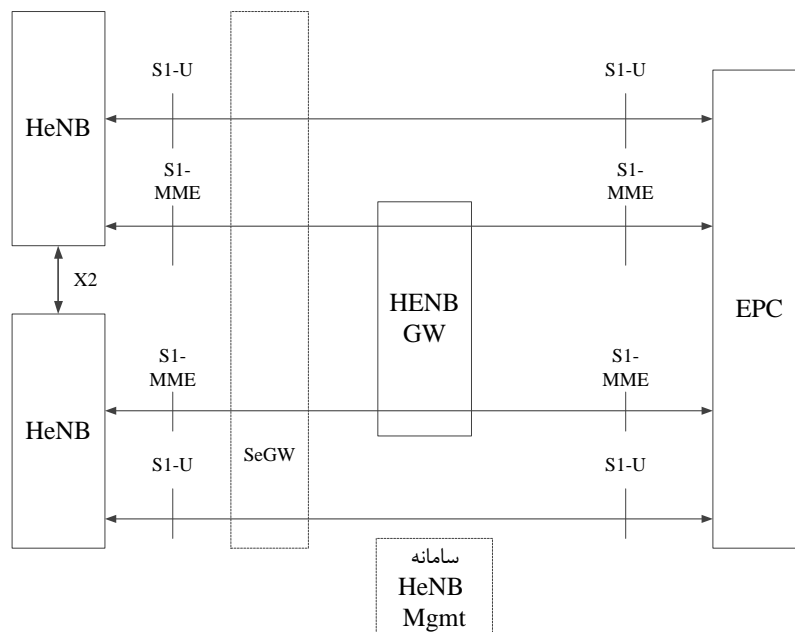 S1-U
S1-U
HeNB
S1-
MME
S1-
MME
X2
HENB
GW
EPC
S1-
MME
S1-
MME
HeNB
SeGW
S1-U
S1-U
سامانه
HeNB
Mgmt